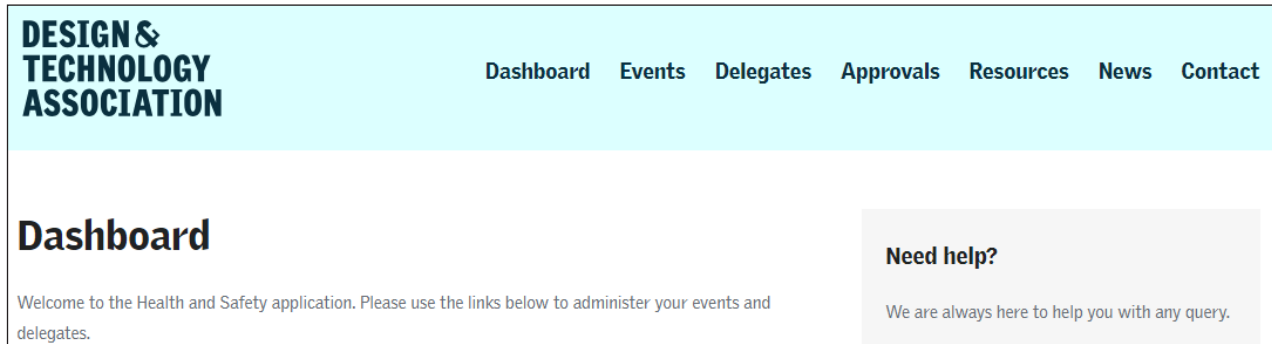 DESIGN &
TECHNOLOGY
ASSOCIATION
Dashboard Events Delegates Approvals Resources News Contact
Dashboard
Welcome to the Health and Safety application. Please use the links below to administer your events and
delegates.
Need help?
We are always here to help you with any query.